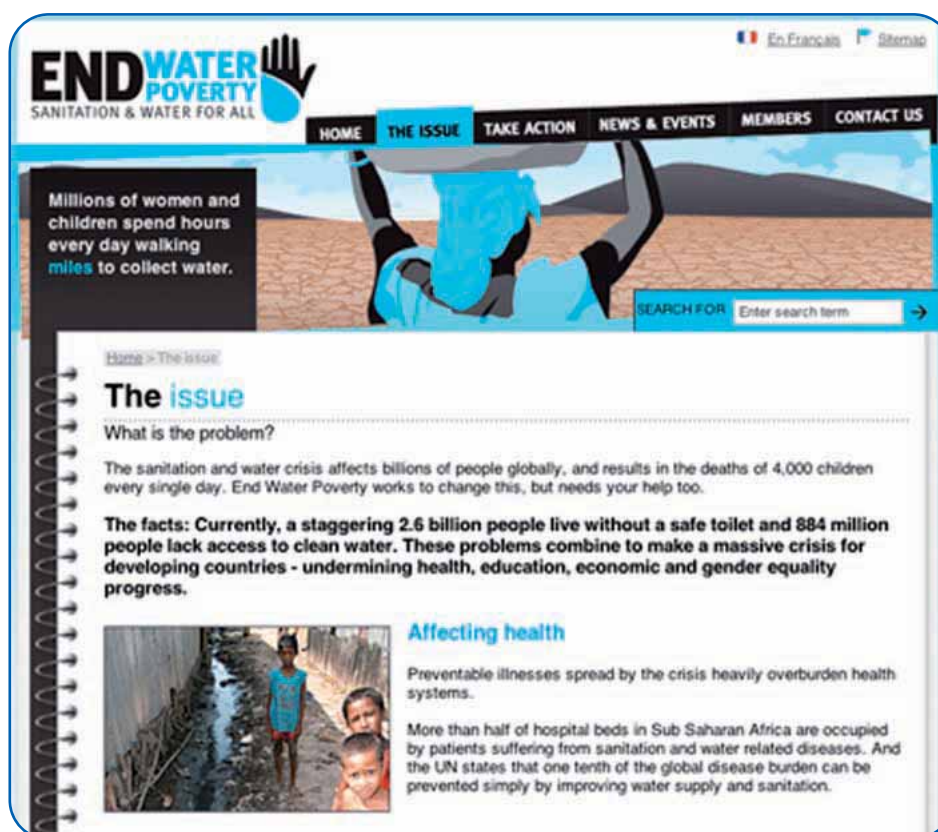 En Français Sitemap
END WATER POVERTY
SANITATION & WATER FOR ALL
HOME THE ISSUE TAKE ACTION NEWS & EVENTS MEMBERS CONTACT US
Millions of women and
children spend hours
every day walking
miles to collect water.
SEARCH FOR Enter search term
Home > The issue
The issue
What is the problem?
The sanitation and water crisis affects billions of people globally, and results in the deaths of 4,000 children
every single day. End Water Poverty works to change this, but needs your help too.
The facts: Currently, a staggering 2.6 billion people live without a safe toilet and 884 million
people lack access to clean water. These problems combine to make a massive crisis for
developing countries - undermining health, education, economic and gender equality
progress.
Affecting health
Preventable illnesses spread by the crisis heavily overburden health
systems.
More than half of hospital beds in Sub Saharan Africa are occupied
by patients suffering from sanitation and water related diseases. And
the UN states that one tenth of the global disease burden can be
prevented simply by improving water supply and sanitation.